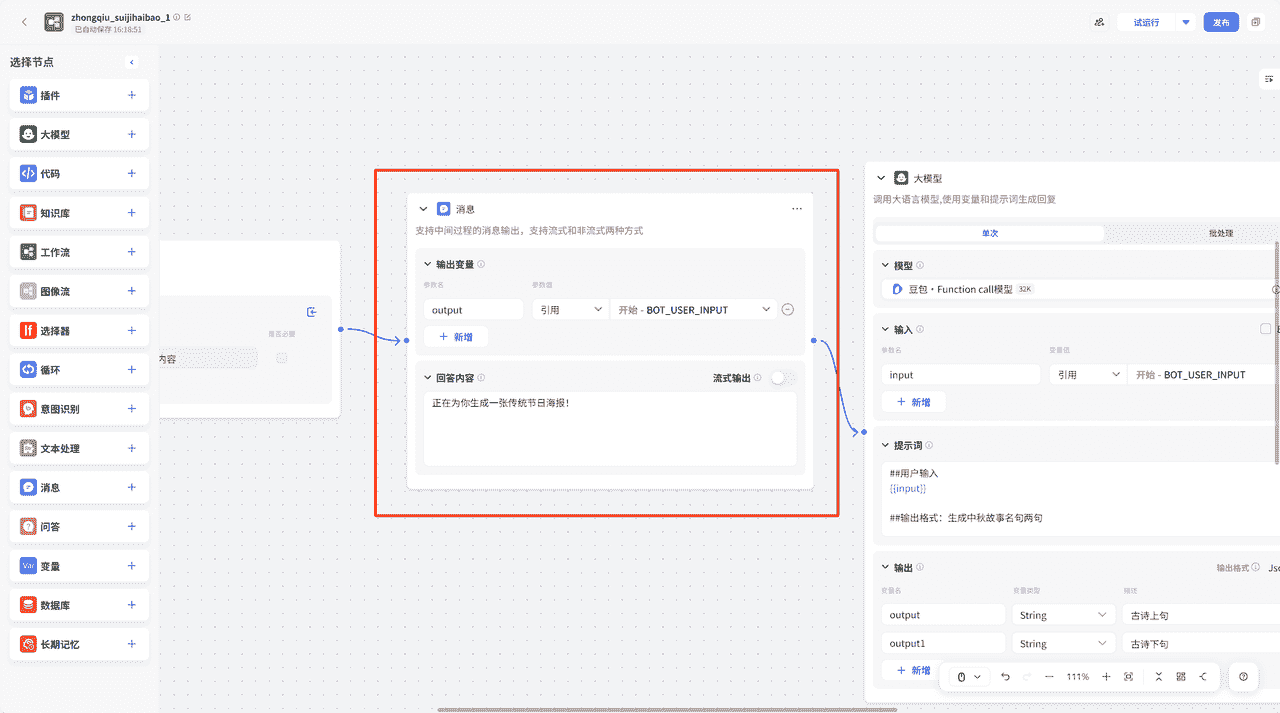 zhongqiu_suijihaibao_1
已自动保存 16:18:51
试运行
发布
选择节点
插件
大模型
代码
知识库
工作流
图像流
选择器
循环
意图识别
文本处理
消息
问答
Var 变量
数据库
长期记忆
是否必要
内容
消息
支持中间过程的消息输出，支持流式和非流式两种方式
输出变量
参数名 参数值
output 引用 开始 - BOT_USER_INPUT
+ 新增
回答内容 流式输出
正在为你生成一张传统节日海报！
大模型
调用大语言模型,使用变量和提示词生成回复
单次 批处理
模型
豆包·Function call模型 32K
输入
参数名 变量值
input 引用 开始 - BOT_USER_INPUT
+ 新增
提示词
##用户输入
{{input}}
##输出格式：生成中秋故事名句两句
输出 输出格式
变量名 变量类型 描述
output String 古诗上句
output1 String 古诗下句
+ 新增
111%